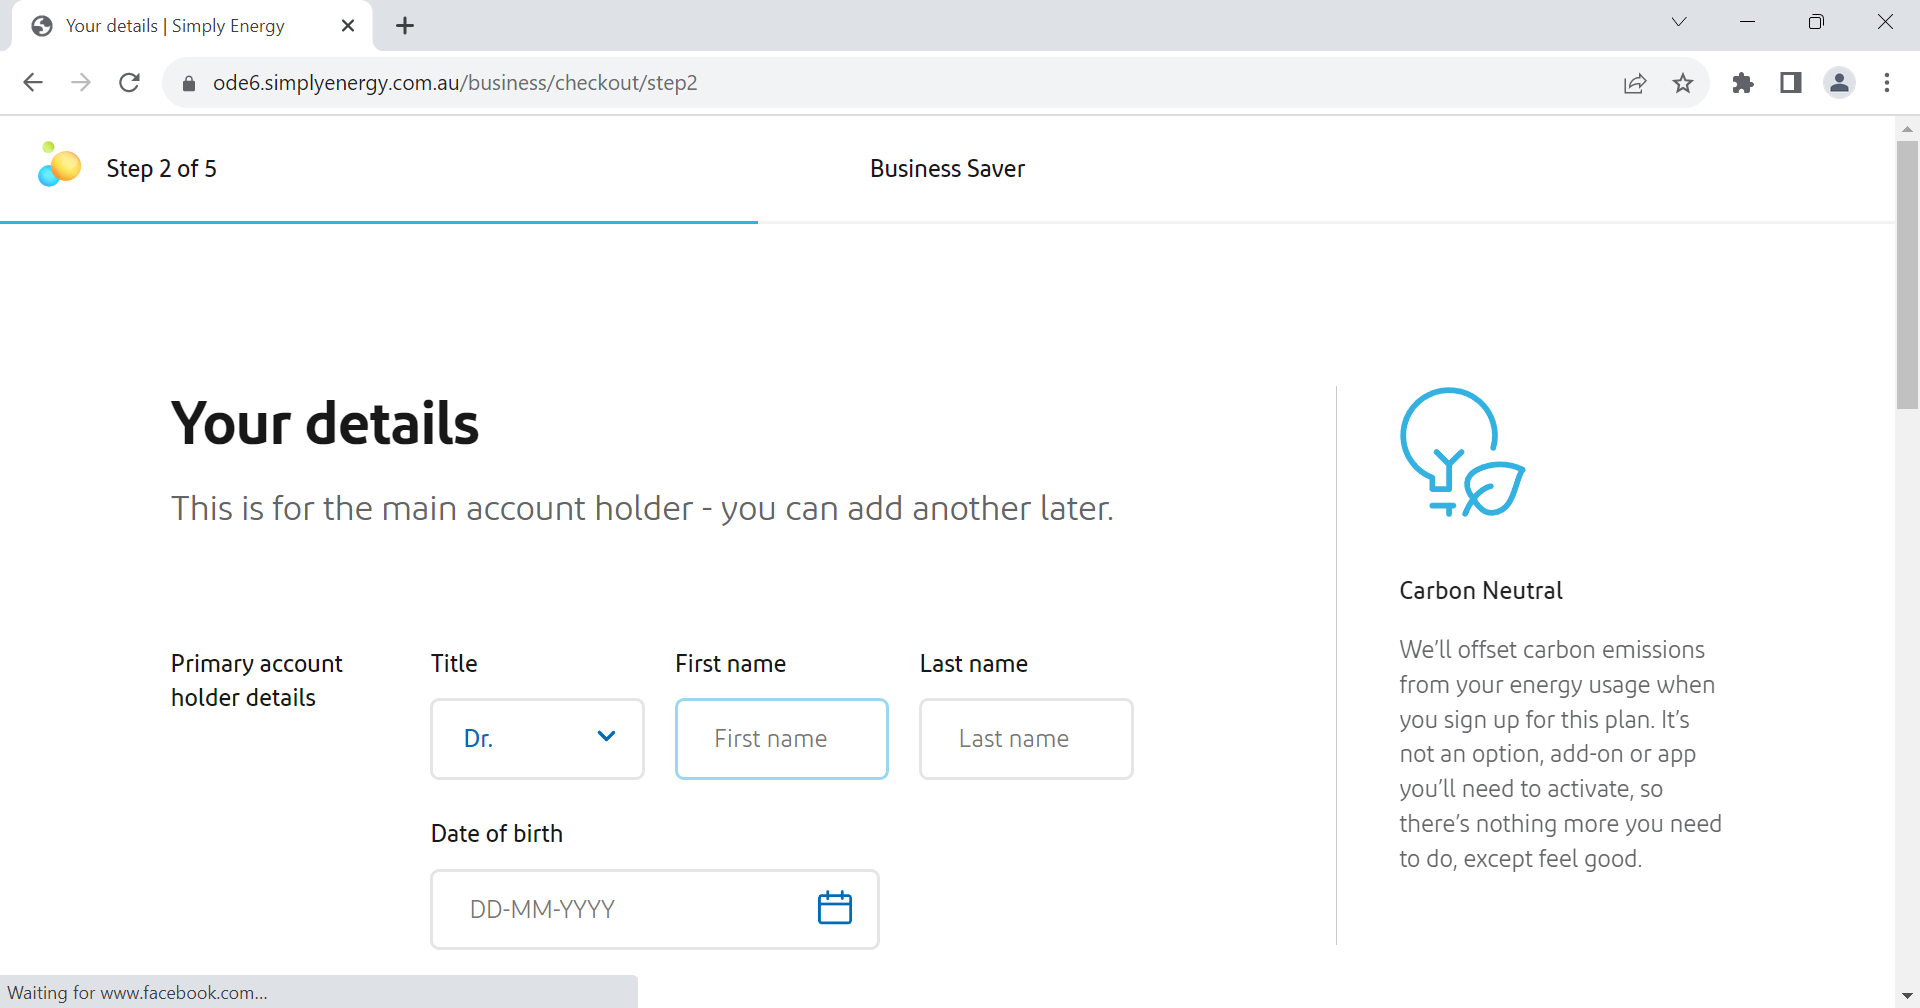 Your details | Simply Energy
ode6.simplyenergy.com.au/business/checkout/step2
Step 2 of 5
Business Saver
Your details
This is for the main account holder - you can add another later.
Primary account
holder details
Title
First name
Last name
Dr.
First name
Last name
Date of birth
DD-MM-YYYY
Carbon Neutral
We'll offset carbon emissions
from your energy usage when
you sign up for this plan. It's
not an option, add-on or app
you'll need to activate, so
there's nothing more you need
to do, except feel good.
Waiting for www.facebook.com...